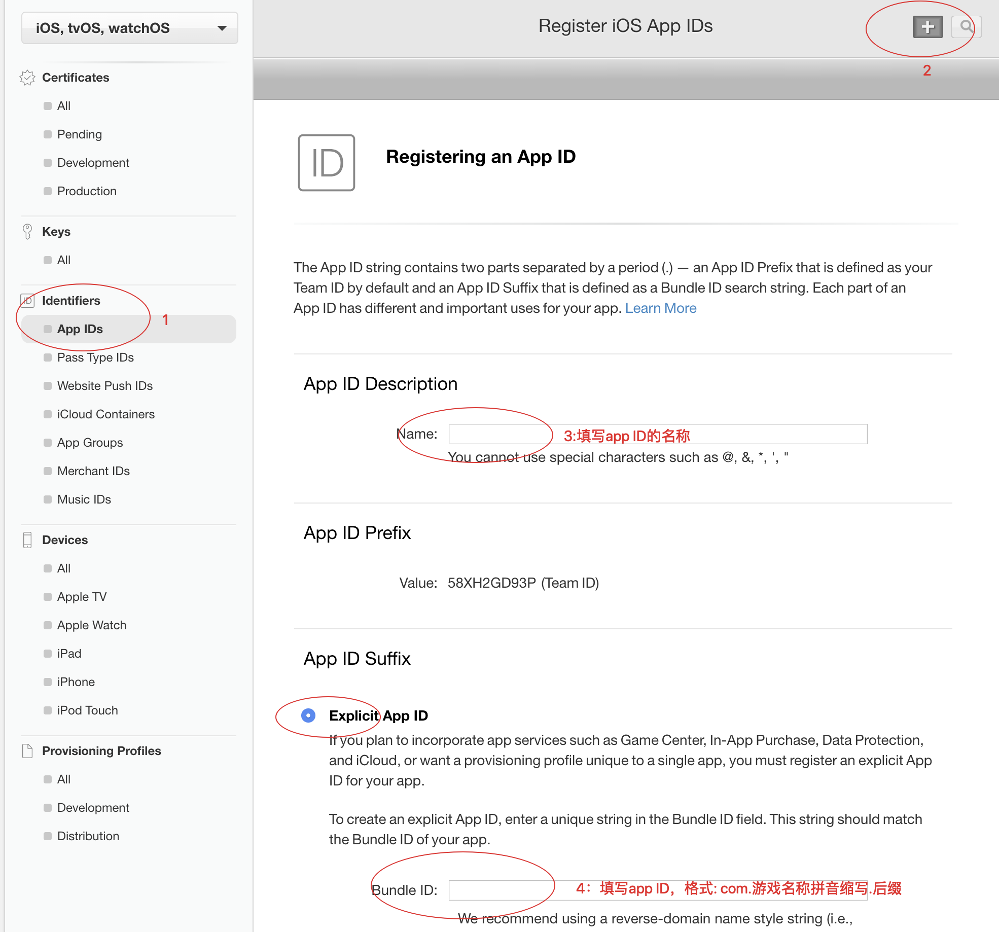 iOS, tvOS, watchOS
Certificates
All
Pending
Development
Production
Keys
All
ID Identifiers
App IDs
1
Pass Type IDs
Website Push IDs
iCloud Containers
App Groups
Merchant IDs
Music IDs
Devices
All
Apple TV
Apple Watch
iPad
iPhone
iPod Touch
Provisioning Profiles
All
Development
Distribution
Register iOS App IDs
2
ID
Registering an App ID
The App ID string contains two parts separated by a period (.) — an App ID Prefix that is defined as your
Team ID by default and an App ID Suffix that is defined as a Bundle ID search string. Each part of an
App ID has different and important uses for your app. Learn More
App ID Description
Name: 3:填写app ID的名称
You cannot use special characters such as @, &, *, ', "
App ID Prefix
Value: 58XH2GD93P (Team ID)
App ID Suffix
Explicit App ID
If you plan to incorporate app services such as Game Center, In-App Purchase, Data Protection,
and iCloud, or want a provisioning profile unique to a single app, you must register an explicit App
ID for your app.
To create an explicit App ID, enter a unique string in the Bundle ID field. This string should match
the Bundle ID of your app.
Bundle ID: 4：填写app ID，格式: com.游戏名称拼音缩写.后缀
We recommend using a reverse-domain name style string (i.e.,